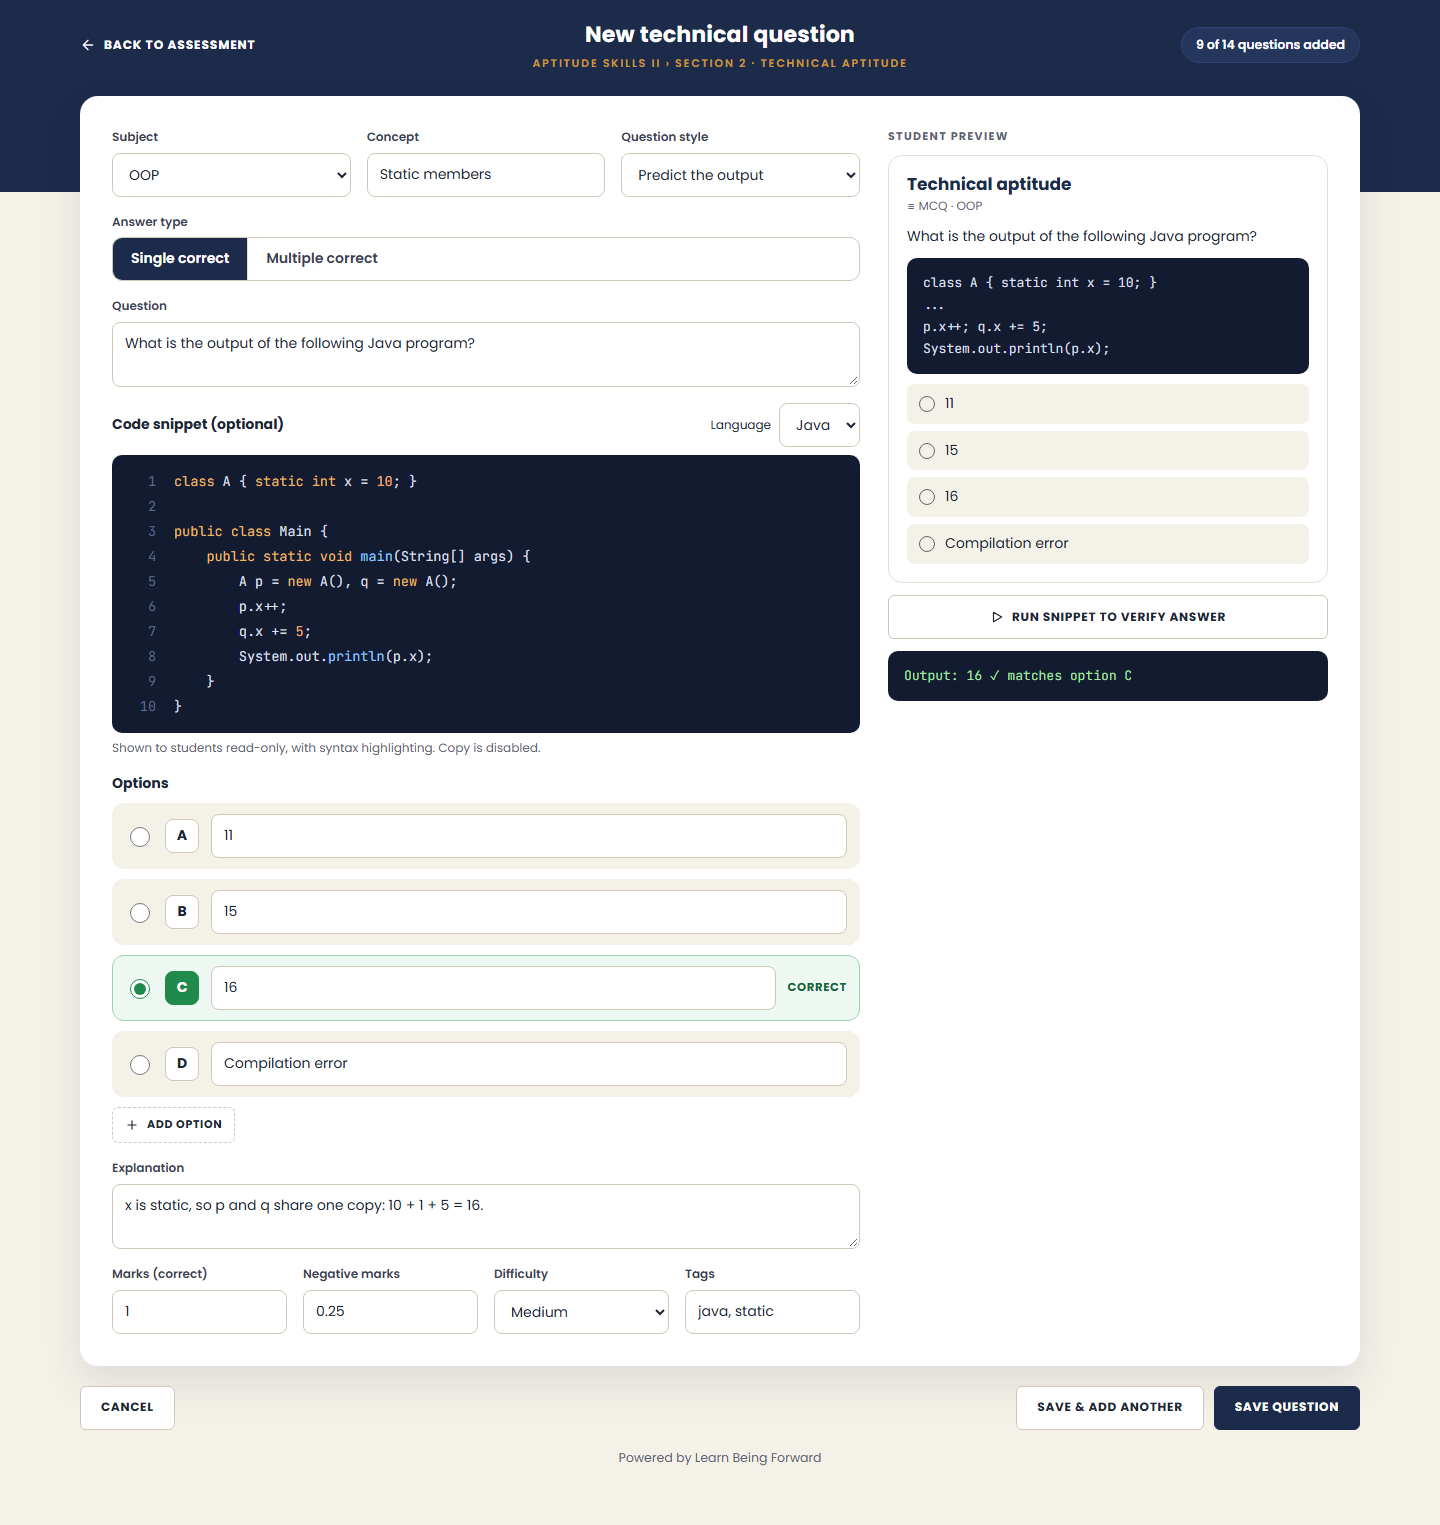 BACK TO ASSESSMENT
New technical question
APTITUDE SKILLS II › SECTION 2 · TECHNICAL APTITUDE
9 of 14 questions added
Subject
Concept
Question style
OOP
Static members
Predict the output
Answer type
Single correct
Multiple correct
Question
What is the output of the following Java program?
Code snippet (optional)
Language
Java
1 class A { static int x = 10; }
2
3 public class Main {
4     public static void main(String[] args) {
5         A p = new A(), q = new A();
6         p.x++;
7         q.x += 5;
8         System.out.println(p.x);
9     }
10 }
Shown to students read-only, with syntax highlighting. Copy is disabled.
Options
A 11
B 15
C 16 CORRECT
D Compilation error
ADD OPTION
Explanation
x is static, so p and q share one copy: 10 + 1 + 5 = 16.
Marks (correct)
Negative marks
Difficulty
Tags
1
0.25
Medium
java, static
STUDENT PREVIEW
Technical aptitude
≡ MCQ · OOP
What is the output of the following Java program?
class A { static int x = 10; }
...
p.x++; q.x += 5;
System.out.println(p.x);
11
15
16
Compilation error
RUN SNIPPET TO VERIFY ANSWER
Output: 16 ✓ matches option C
CANCEL
SAVE & ADD ANOTHER
SAVE QUESTION
Powered by Learn Being Forward